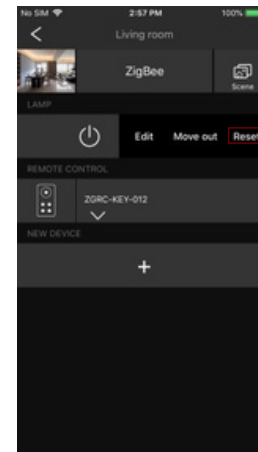 No SIM 2:57 PM 100%
Living room
ZigBee
Scene
LAMP
Edit Move out Reset
REMOTE CONTROL
ZGRC-KEY-012
NEW DEVICE
+